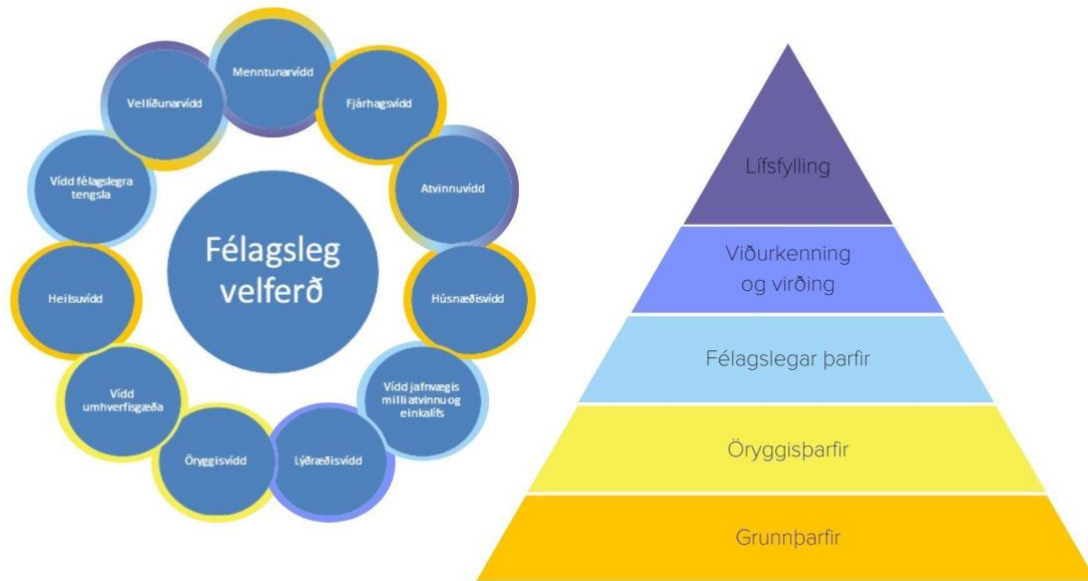 Menntunarvídd
Fjárhagsvídd
Atvinnuvídd
Húsnæðisvídd
Vídd jafnvægis
milli atvinnu og
einkalífs
Lýðræðisvídd
Öryggisvídd
Vídd
umhverfisgæða
Heilsuvídd
Vídd félagslegra
tengsla
Vellíðunarvídd
Félagsleg
velferð
Lífsfylling
Viðurkenning
og virðing
Félagslegar þarfir
Öryggisþarfir
Grunnþarfir